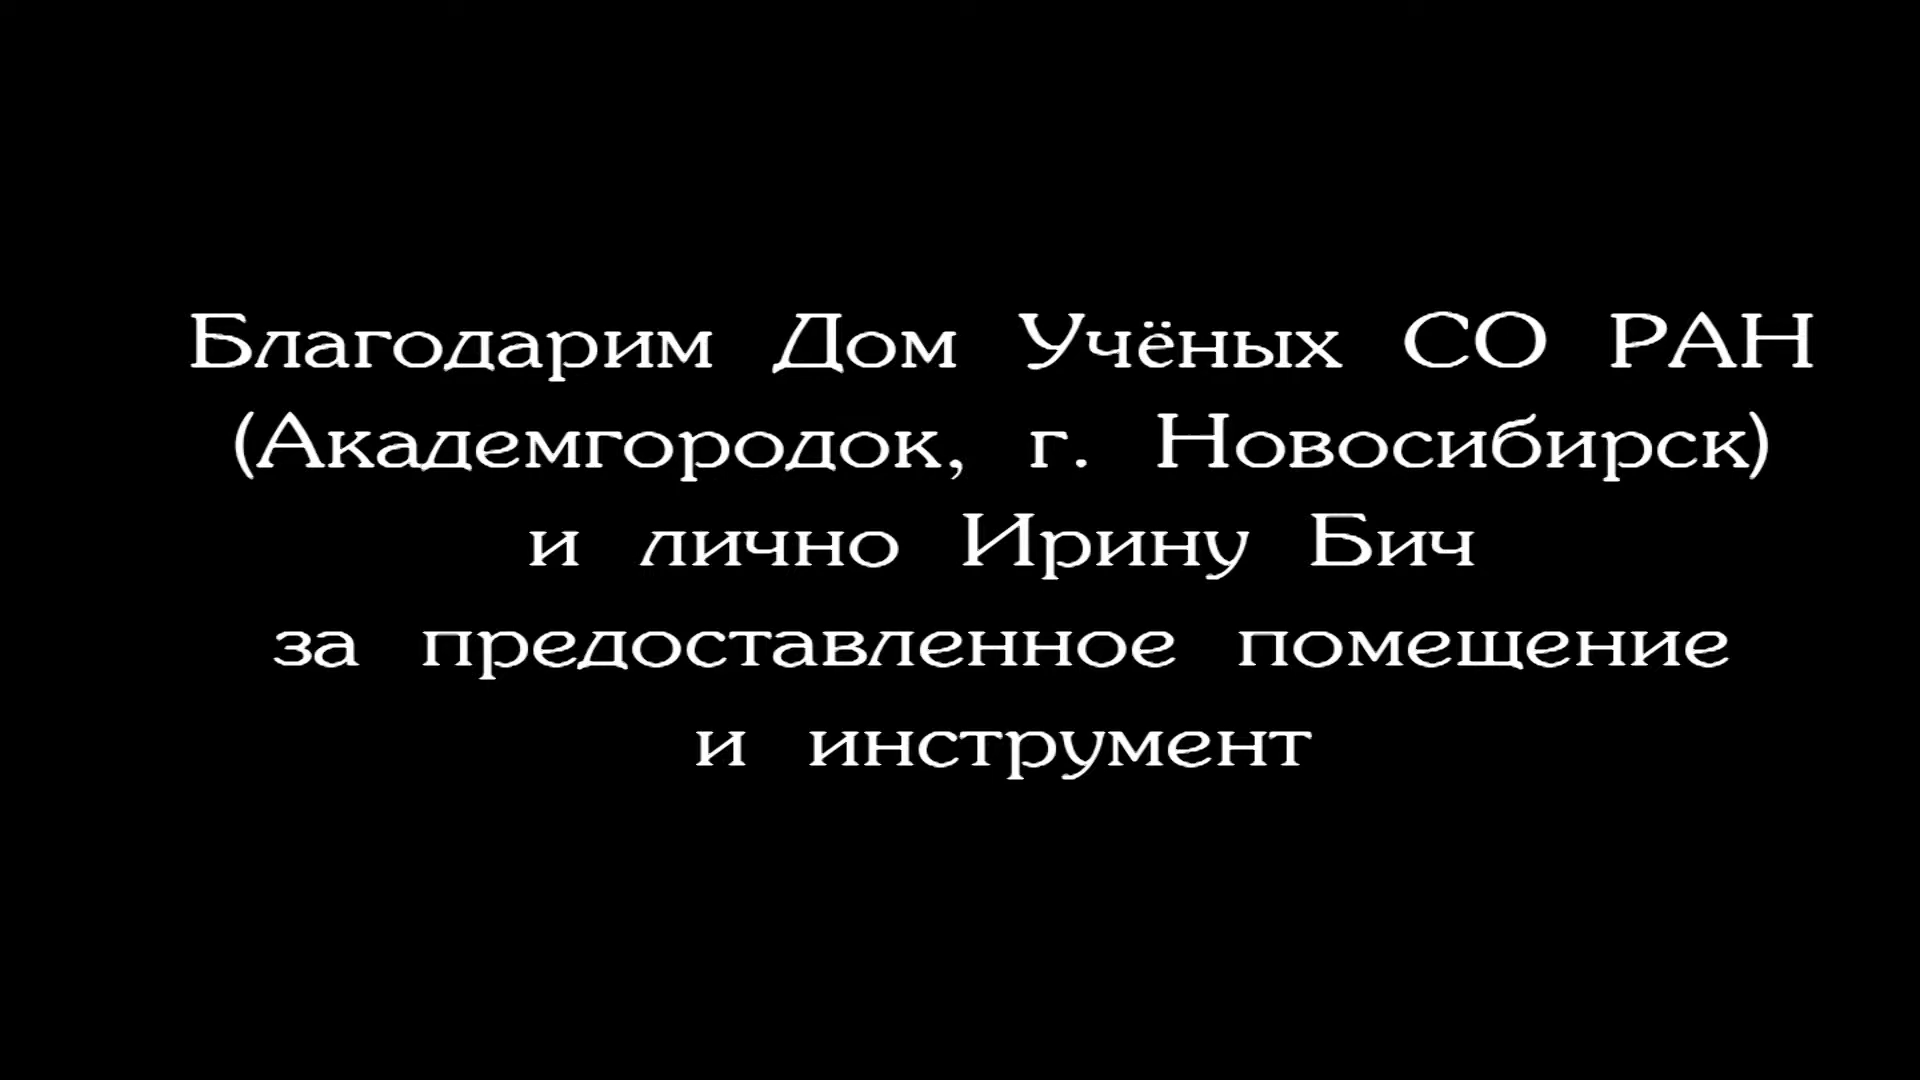 Благодарим Дом Учёных СО РАН
(Академгородок, г. Новосибирск)
и лично Ирину Бич
за предоставленное помещение
и инструмент